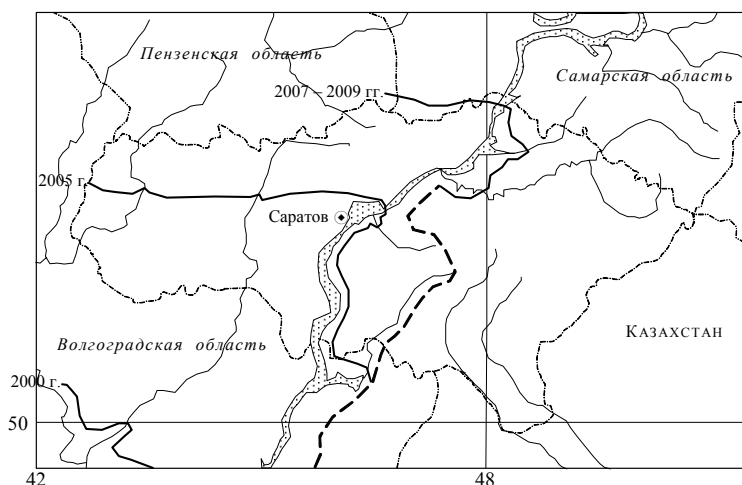 Пензенская область
Самарская область
2007 – 2009 гг.
2005 г.
Саратов
Волгоградская область
КАЗАХСТАН
2000 г.
50
42
48